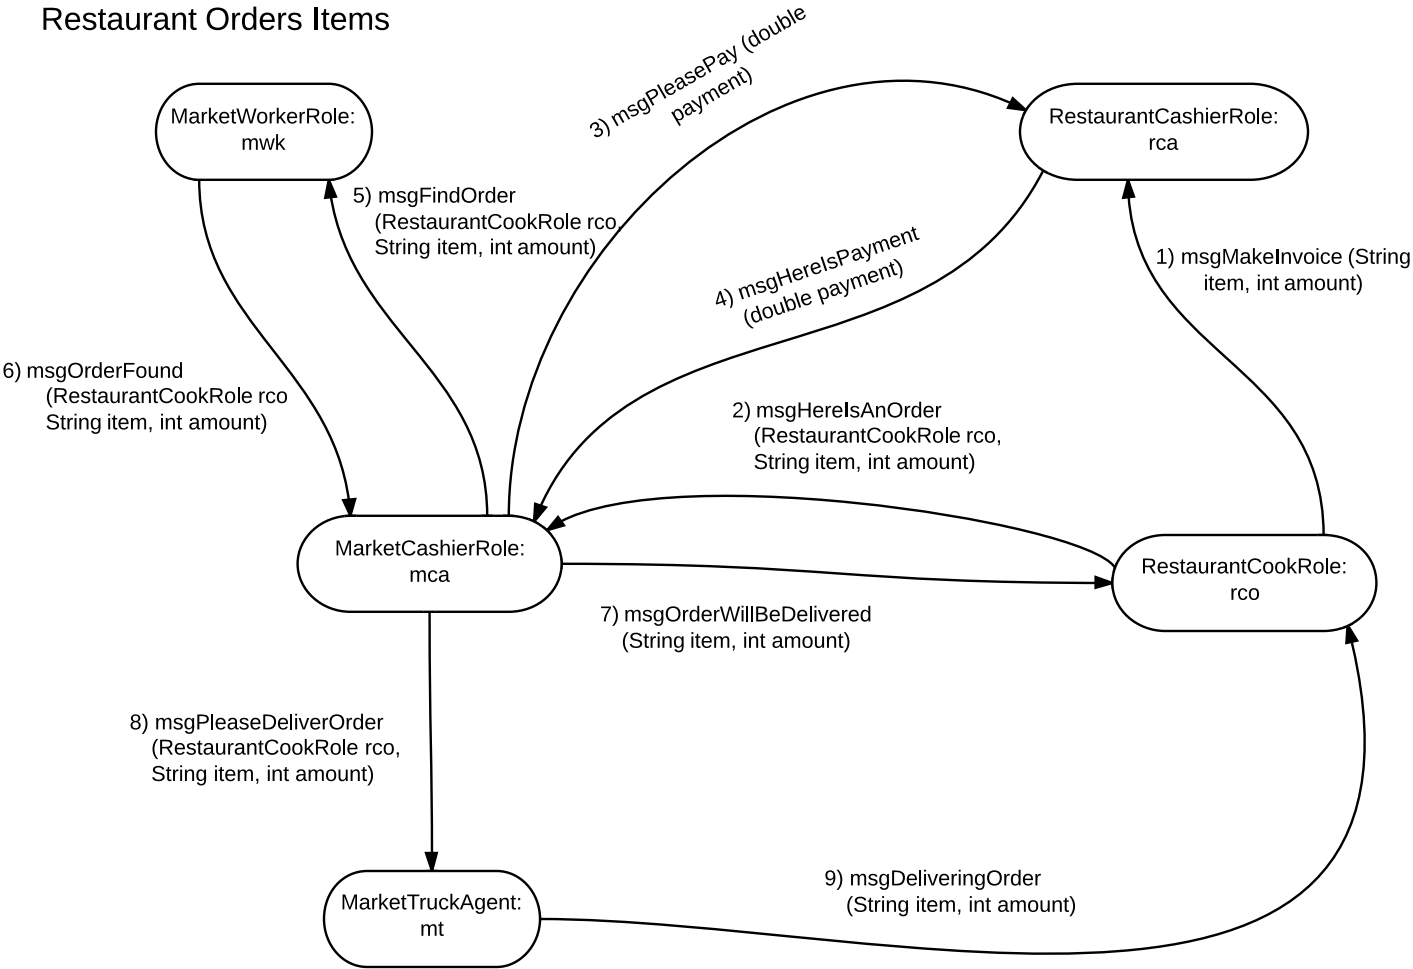 Restaurant Orders Items
3) msgPleasePay (double
payment)
MarketWorkerRole:
mwk
RestaurantCashierRole:
rca
5) msgFindOrder
(RestaurantCookRole rco,
String item, int amount)
4) msgHereIsPayment
(double payment)
1) msgMakeInvoice (String
item, int amount)
6) msgOrderFound
(RestaurantCookRole rco
String item, int amount)
2) msgHereIsAnOrder
(RestaurantCookRole rco,
String item, int amount)
MarketCashierRole:
mca
RestaurantCookRole:
rco
7) msgOrderWillBeDelivered
(String item, int amount)
8) msgPleaseDeliverOrder
(RestaurantCookRole rco,
String item, int amount)
MarketTruckAgent:
mt
9) msgDeliveringOrder
(String item, int amount)